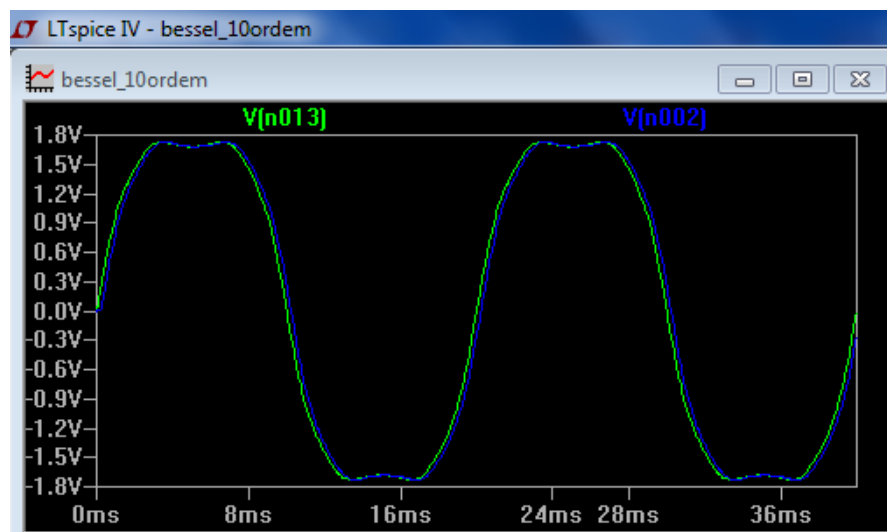 LTspice IV - bessel_10ordem
bessel_10ordem
V(n013) V(n002)
1.8V
1.5V
1.2V
0.9V
0.6V
0.3V
0.0V
-0.3V
-0.6V
-0.9V
-1.2V
-1.5V
-1.8V
0ms 8ms 16ms 24ms 28ms 36ms